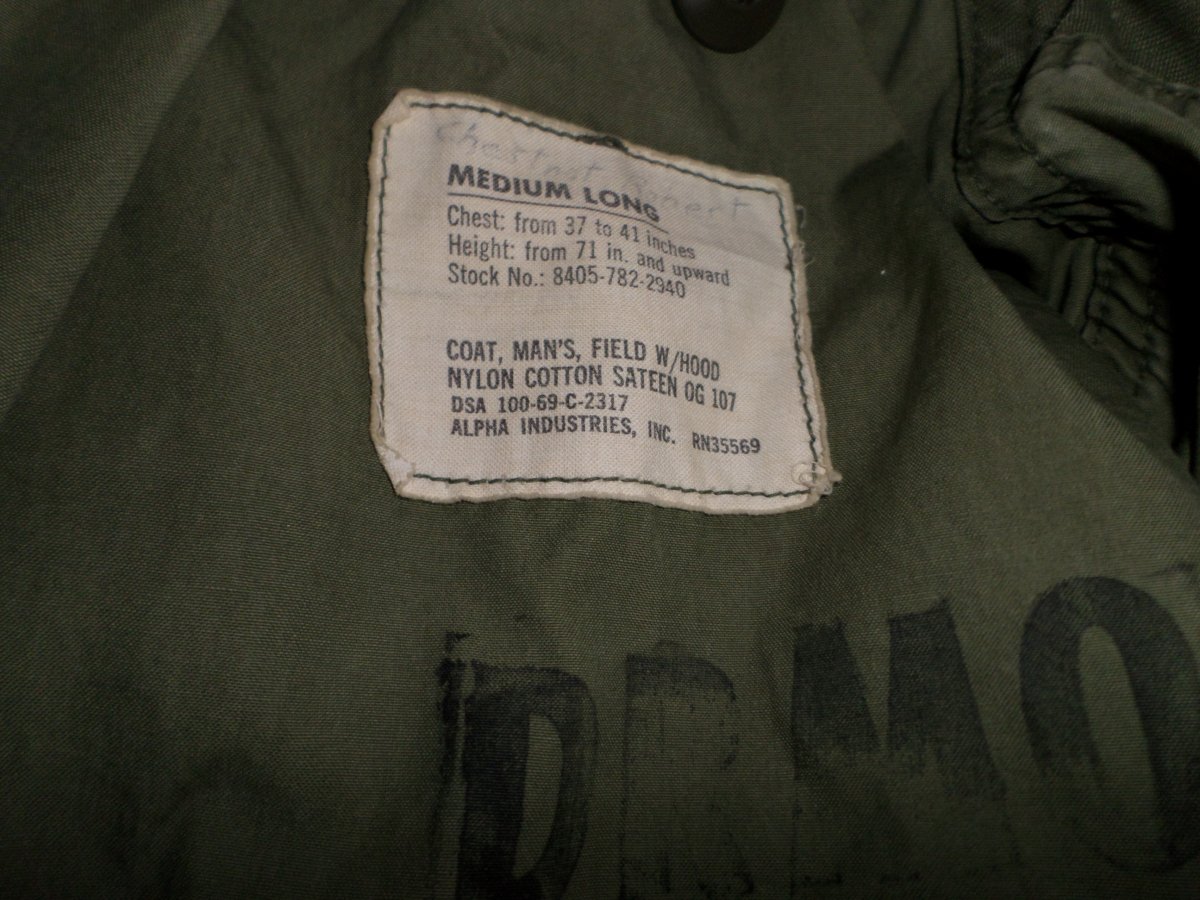 MEDIUM LONG
Chest: from 37 to 41 inches
Height: from 71 in. and upward
Stock No.: 8405-782-2940
COAT, MAN'S, FIELD W/HOOD
NYLON COTTON SATEEN OG 107
DSA 100-69-C-2317
ALPHA INDUSTRIES, INC. RN35569
DRMO